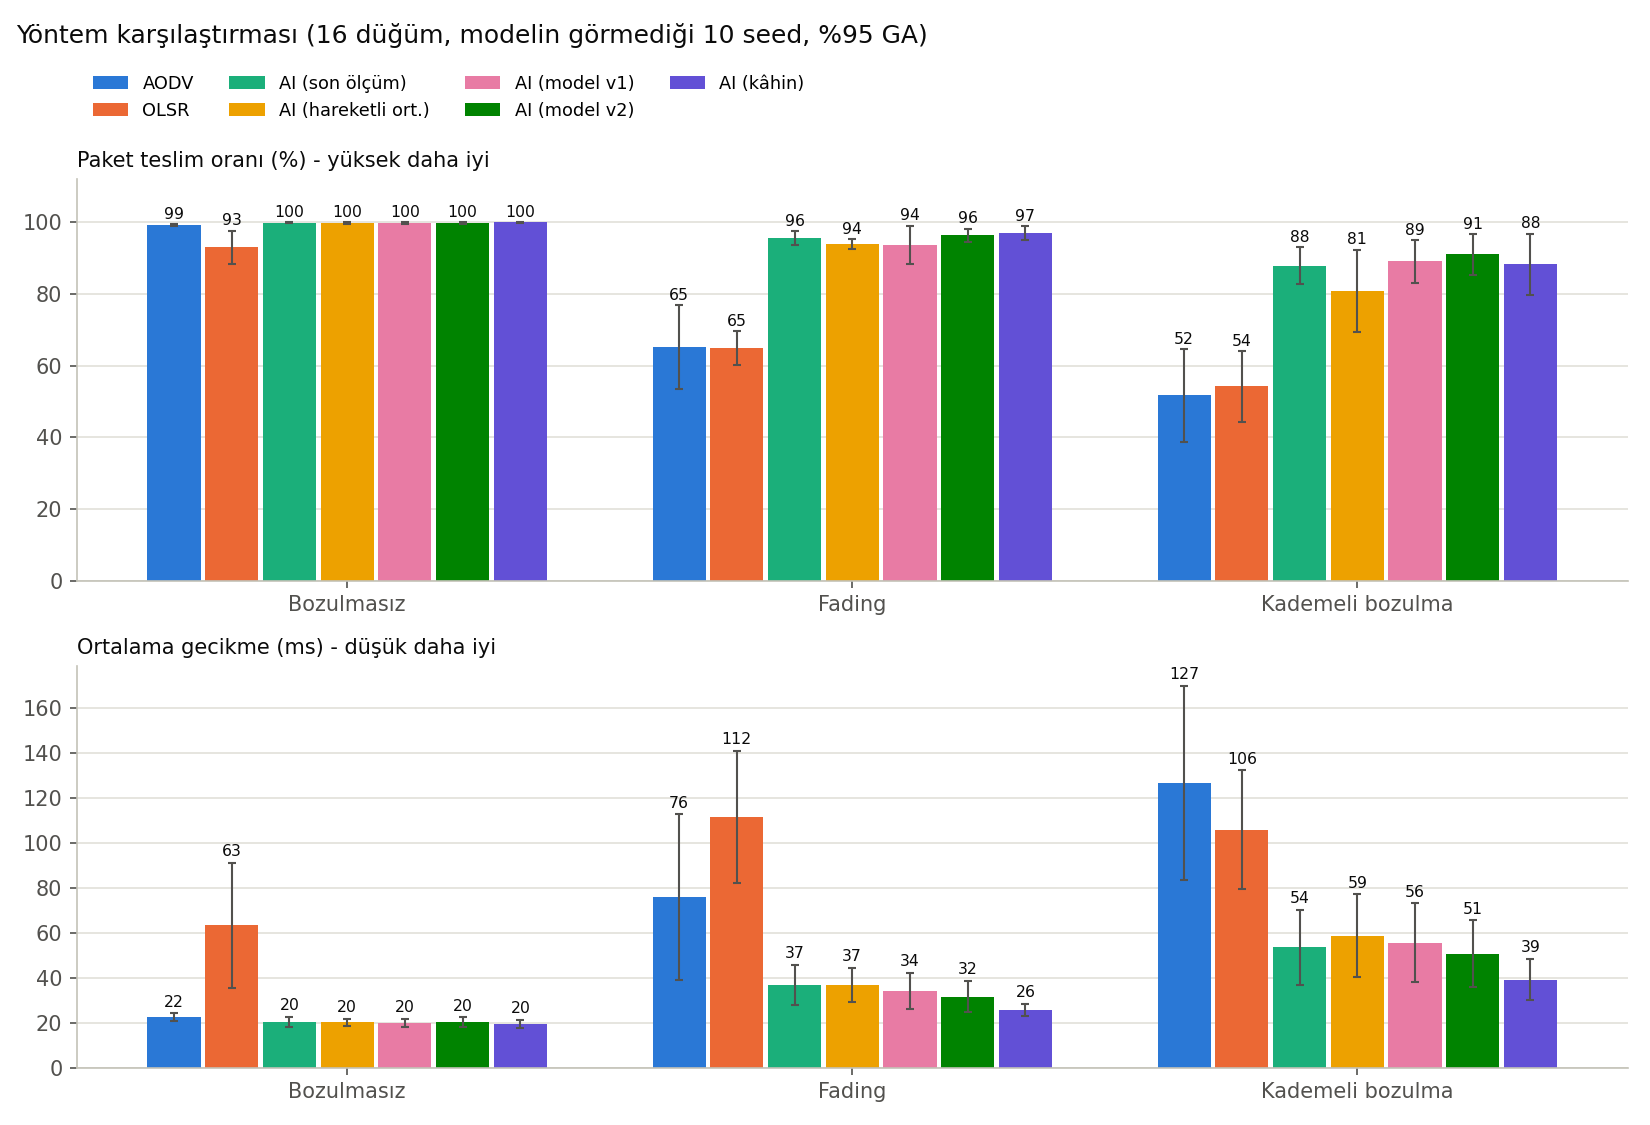 Yöntem karşılaştırması (16 düğüm, modelin görmediği 10 seed, %95 GA)
AODV
OLSR
AI (son ölçüm)
AI (hareketli ort.)
AI (model v1)
AI (model v2)
AI (kâhin)
Paket teslim oranı (%) - yüksek daha iyi
100
80
60
40
20
0
99 93 100 100 100 100 100
65 65 96 94 94 96 97
52 54 88 81 89 91 88
Bozulmasız Fading Kademeli bozulma
Ortalama gecikme (ms) - düşük daha iyi
160
140
120
100
80
60
40
20
0
22 63 20 20 20 20 20
76 112 37 37 34 32 26
127 106 54 59 56 51 39
Bozulmasız Fading Kademeli bozulma